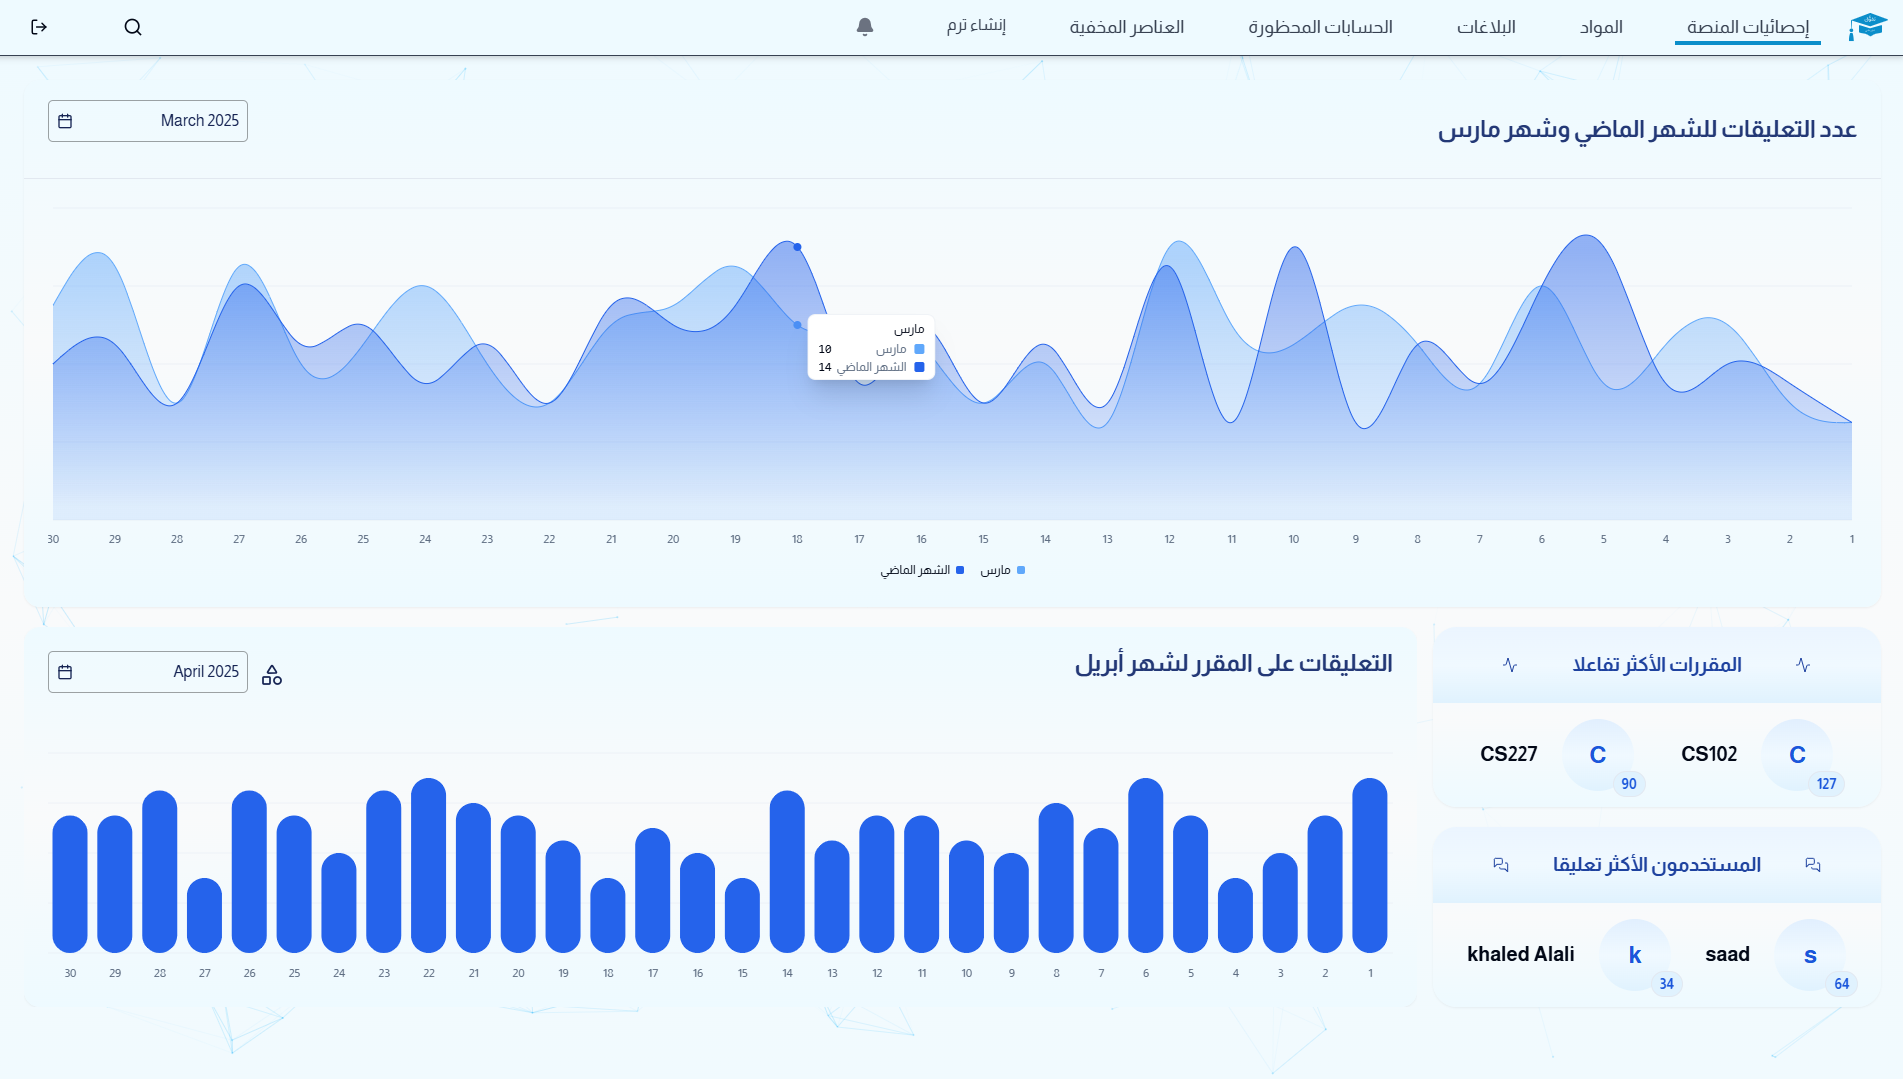 إحصائيات المنصة
المواد
البلاغات
الحسابات المحظورة
العناصر المخفية
إنشاء ترم
عدد التعليقات للشهر الماضي وشهر مارس
March 2025
مارس
مارس 10
الشهر الماضي 14
1 2 3 4 5 6 7 8 9 10 11 12 13 14 15 16 17 18 19 20 21 22 23 24 25 26 27 28 29 30
مارس
الشهر الماضي
المقررات الأكثر تفاعلا
C
CS102
127
C
CS227
90
المستخدمون الأكثر تعليقا
s
saad
64
k
khaled Alali
34
التعليقات على المقرر لشهر أبريل
April 2025
1 2 3 4 5 6 7 8 9 10 11 12 13 14 15 16 17 18 19 20 21 22 23 24 25 26 27 28 29 30